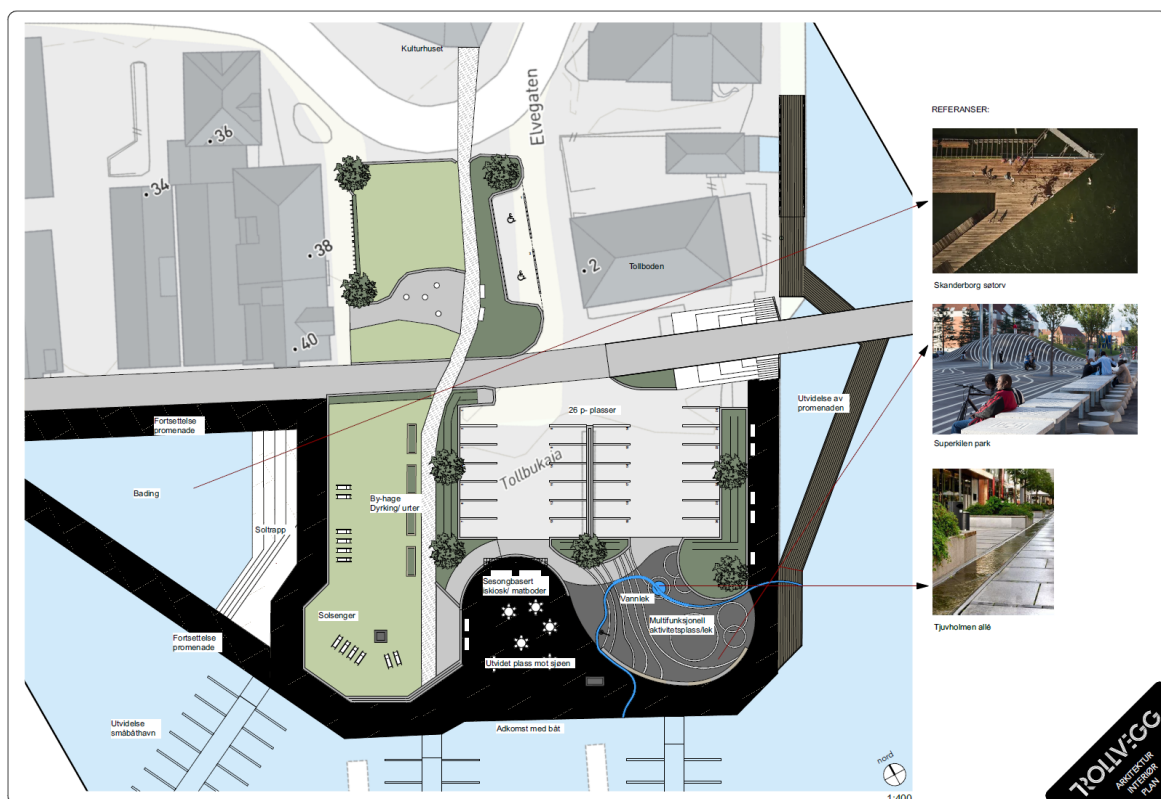 Kulturhuset
Elvegaten
36
34
38
40
2
Tollboden
REFERANSER:
Skanderborg søtorv
Superkilen park
Tjuvholmen allé
Fortsettelse
promenade
Bading
Soltrapp
By-hage
Dyrking/ urter
26 p- plasser
Tollbukaja
Utvidelse av
promenaden
Sesongbasert
iskiosk/ matboder
Vannlek
Multifunksjonell
aktivitetsplass/lek
Solsenger
Fortsettelse
promenade
Utvidet plass mot sjøen
Utvidelse
småbåthavn
Adkomst med båt
nord
1:400
TROLLVEGG
ARKITEKTUR
INTERIØR
PLAN